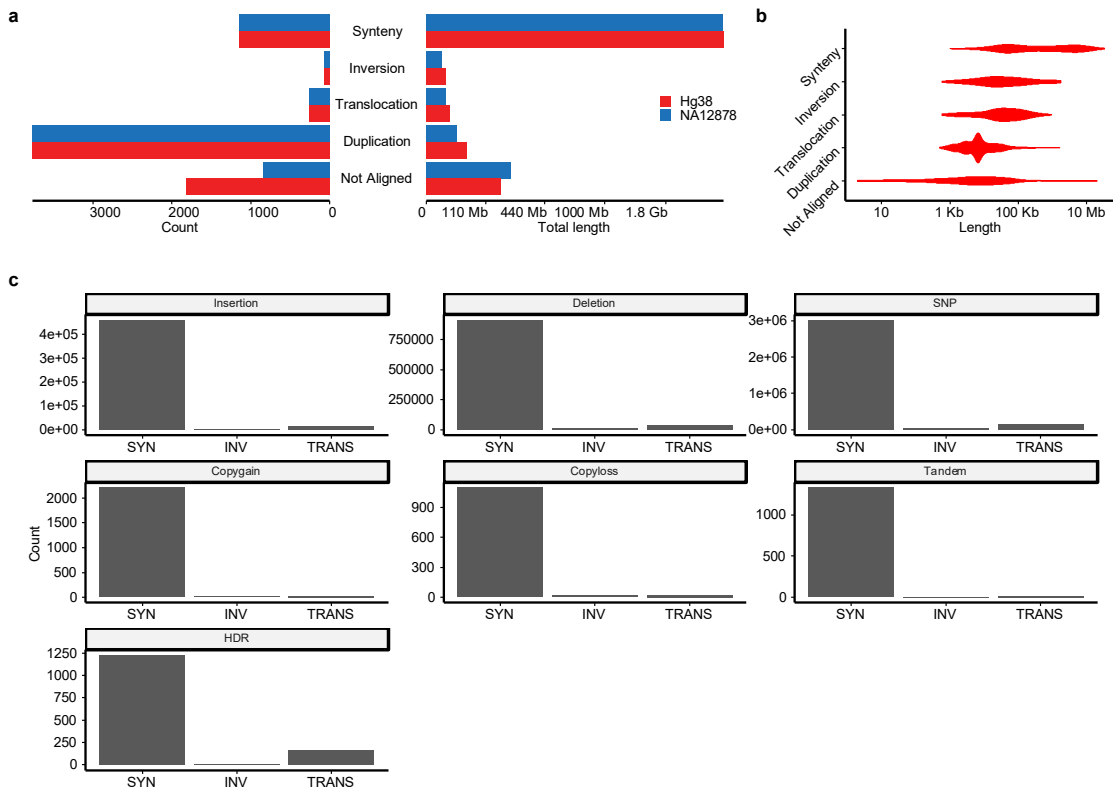 a
Synteny
Inversion
Translocation
Duplication
Not Aligned
3000
2000
1000
0
Count
0
110 Mb
440 Mb
1000 Mb
1.8 Gb
Total length
Hg38
NA12878
b
Synteny
Inversion
Translocation
Duplication
Not Aligned
10
1 Kb
100 Kb
10 Mb
Length
c
Insertion
4e+05
3e+05
2e+05
1e+05
0e+00
SYN INV TRANS
Deletion
750000
500000
250000
0
SYN INV TRANS
SNP
3e+06
2e+06
1e+06
0e+00
SYN INV TRANS
Count
Copygain
2000
1500
1000
500
0
SYN INV TRANS
Copyloss
900
600
300
0
SYN INV TRANS
Tandem
1000
500
0
SYN INV TRANS
HDR
1250
1000
750
500
250
0
SYN INV TRANS